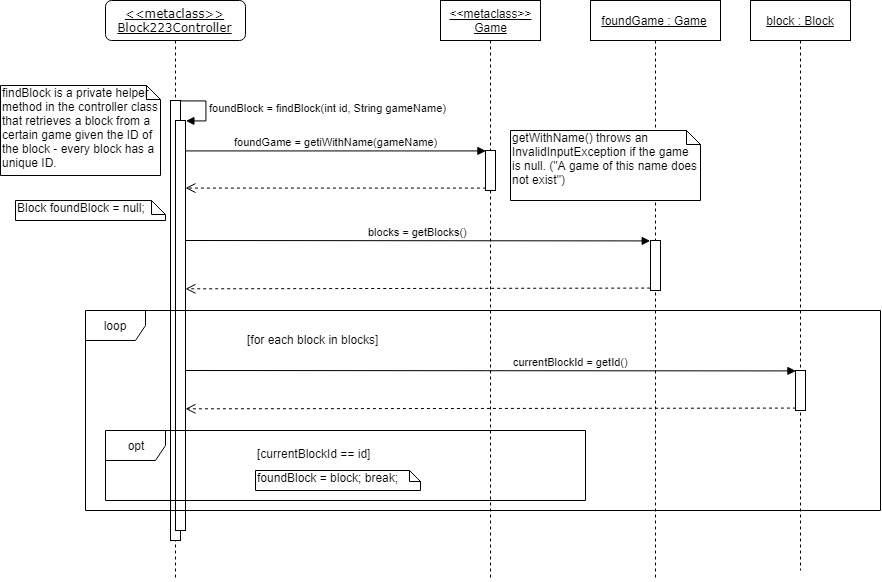 <<metaclass>>
Block223Controller
<<metaclass>>
Game
foundGame : Game
block : Block
findBlock is a private helper
method in the controller class
that retrieves a block from a
certain game given the ID of
the block - every block has a
unique ID.
foundBlock = findBlock(int id, String gameName)
foundGame = getiWithName(gameName)
getWithName() throws an
InvalidInputException if the game
is null. ("A game of this name does
not exist")
Block foundBlock = null;
blocks = getBlocks()
loop
[for each block in blocks]
currentBlockId = getId()
opt
[currentBlockId == id]
foundBlock = block; break;